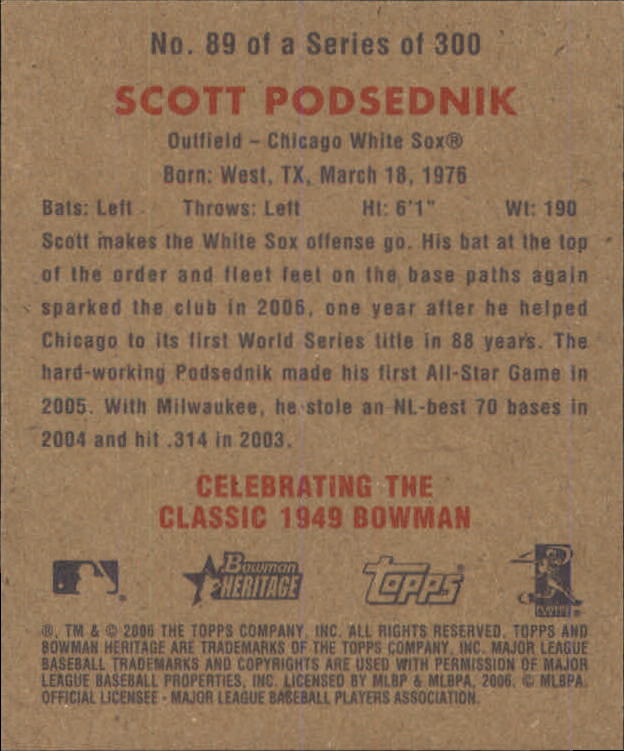 No. 89 of a Series of 300
SCOTT PODSEDNIK
Outfield – Chicago White Sox®
Born: West, TX, March 18, 1976
Bats: Left Throws: Left Ht: 6'1" Wt: 190
Scott makes the White Sox offense go. His bat at the top
of the order and fleet feet on the base paths again
sparked the club in 2006, one year after he helped
Chicago to its first World Series title in 88 years. The
hard-working Podsednik made his first All-Star Game in
2005. With Milwaukee, he stole an NL-best 70 bases in
2004 and hit .314 in 2003.
CELEBRATING THE
CLASSIC 1949 BOWMAN
Bowman
HERITAGE
topps
®, TM & © 2006 THE TOPPS COMPANY, INC. ALL RIGHTS RESERVED. TOPPS AND
BOWMAN HERITAGE ARE TRADEMARKS OF THE TOPPS COMPANY, INC. MAJOR LEAGUE
BASEBALL TRADEMARKS AND COPYRIGHTS ARE USED WITH PERMISSION OF MAJOR
LEAGUE BASEBALL PROPERTIES, INC. LICENSED BY MLBP & MLBPA, 2006. © MLBPA.
OFFICIAL LICENSEE - MAJOR LEAGUE BASEBALL PLAYERS ASSOCIATION.